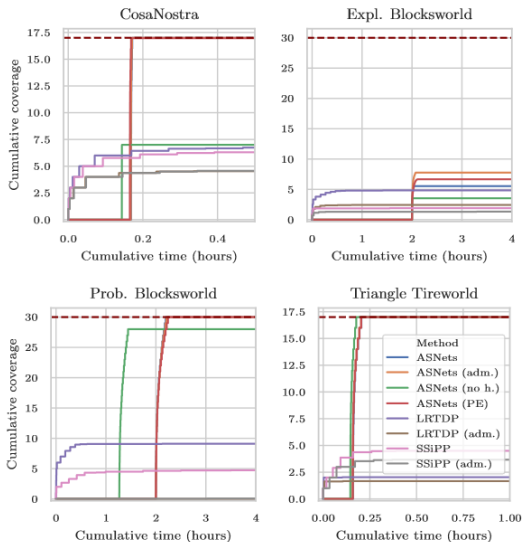 CosaNostra
Expl. Blocksworld
Cumulative coverage
17.5
15.0
12.5
10.0
7.5
5.0
2.5
0.0
0.0 0.2 0.4
Cumulative time (hours)
30
25
20
15
10
5
0
0 1 2 3 4
Cumulative time (hours)
Prob. Blocksworld
Triangle Tireworld
Cumulative coverage
30
25
20
15
10
5
0
0 1 2 3 4
Cumulative time (hours)
17.5
15.0
12.5
10.0
7.5
5.0
2.5
0.0
Method
ASNets
ASNets (adm.)
ASNets (no h.)
ASNets (PE)
LRTDP
LRTDP (adm.)
SSiPP
SSiPP (adm.)
0.00 0.25 0.50 0.75 1.00
Cumulative time (hours)